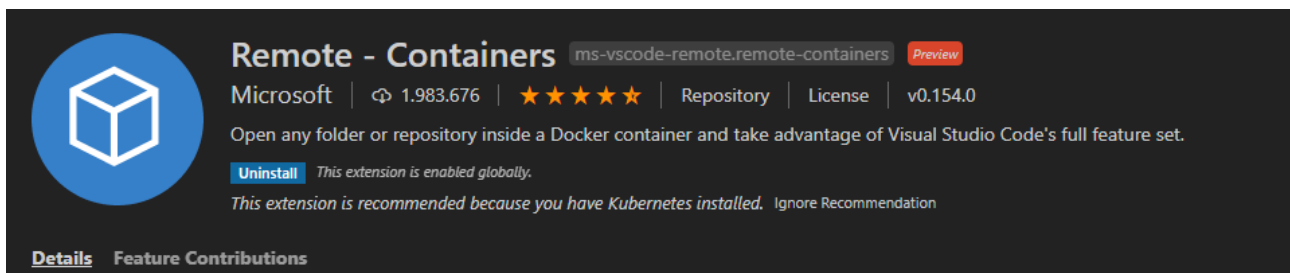 Remote - Containers ms-vscode-remote.remote-containers Preview
Microsoft 1.983.676 Repository License v0.154.0
Open any folder or repository inside a Docker container and take advantage of Visual Studio Code's full feature set.
Uninstall This extension is enabled globally.
This extension is recommended because you have Kubernetes installed. Ignore Recommendation
Details Feature Contributions